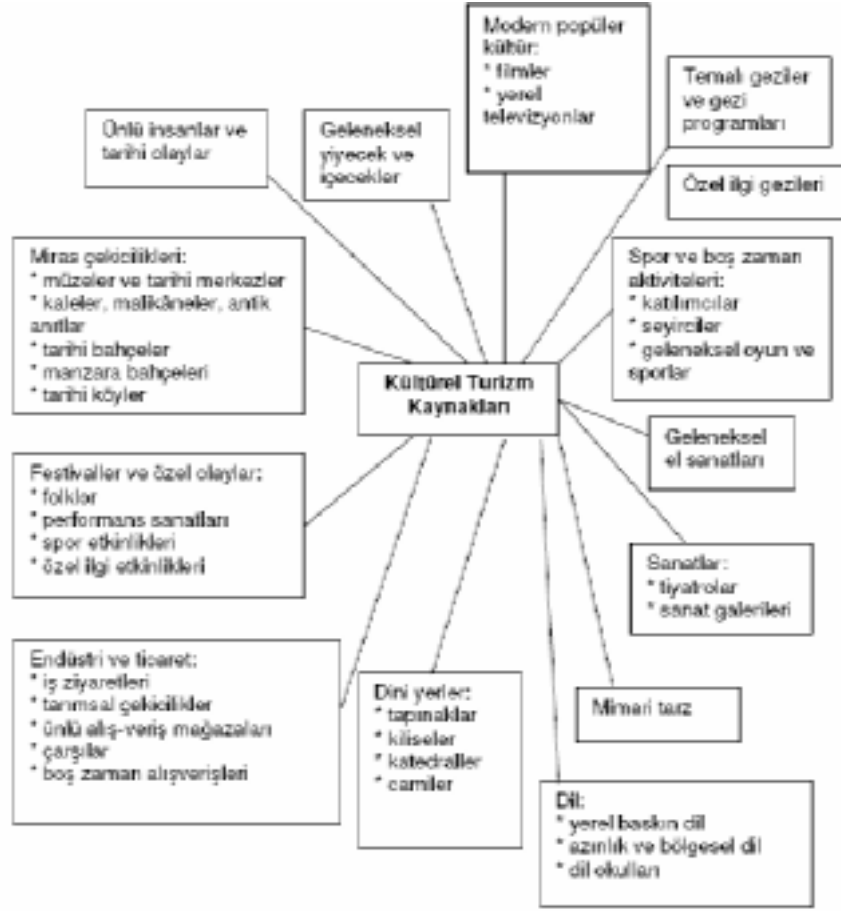 Modern popüler
kültür:
* filmler
* yerel
televizyonlar
Temalı geziler
ve gezi
programları
Ünlü insanlar ve
tarihi olaylar
Geleneksel
yiyecek ve
içecekler
Özel ilgi gezileri
Miras çekicilikleri:
* müzeler ve tarihi merkezler
* kaleler, malikâneler, antik
anıtlar
* tarihi bahçeler
* manzara bahçeleri
* tarihi köyler
Spor ve boş zaman
aktiviteleri:
* katılımcılar
* seyirciler
* geleneksel oyun ve
sporlar
Kültürel Turizm
Kaynakları
Geleneksel
el sanatları
Festivaller ve özel olaylar:
* folklor
* performans sanatları
* spor etkinlikleri
* özel ilgi etkinlikleri
Sanatlar:
* tiyatrolar
* sanat galerileri
Endüstri ve ticaret:
* iş ziyaretleri
* tarımsal çekicilikler
* ünlü alış-veriş mağazaları
* çarşılar
* boş zaman alışverişleri
Dini yerler:
* tapınaklar
* kiliseler
* katedraller
* camiler
Mimari tarz
Dil:
* yerel baskın dil
* azınlık ve bölgesel dil
* dil okulları